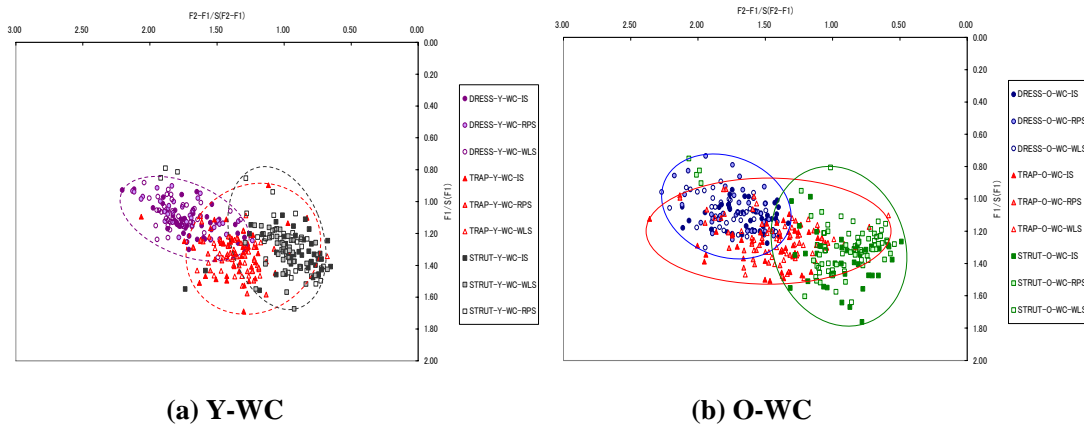 F2-F1/S(F2-F1)
3.00 2.50 2.00 1.50 1.00 0.50 0.00
0.00
0.20
0.40
0.60
0.80
1.00
1.20
1.40
1.60
1.80
2.00
F1/S(F1)
DRESS-Y-WC-IS
DRESS-Y-WC-RPS
DRESS-Y-WC-WLS
TRAP-Y-WC-IS
TRAP-Y-WC-RPS
TRAP-Y-WC-WLS
STRUT-Y-WC-IS
STRUT-Y-WC-WLS
STRUT-Y-WC-RPS
(a) Y-WC
F2-F1/S(F2-F1)
3.00 2.50 2.00 1.50 1.00 0.50 0.00
0.00
0.20
0.40
0.60
0.80
1.00
1.20
1.40
1.60
1.80
2.00
F1/S(F1)
DRESS-O-WC-IS
DRESS-O-WC-RPS
DRESS-O-WC-WLS
TRAP-O-WC-IS
TRAP-O-WC-RPS
TRAP-O-WC-WLS
STRUT-O-WC-IS
STRUT-O-WC-RPS
STRUT-O-WC-WLS
(b) O-WC